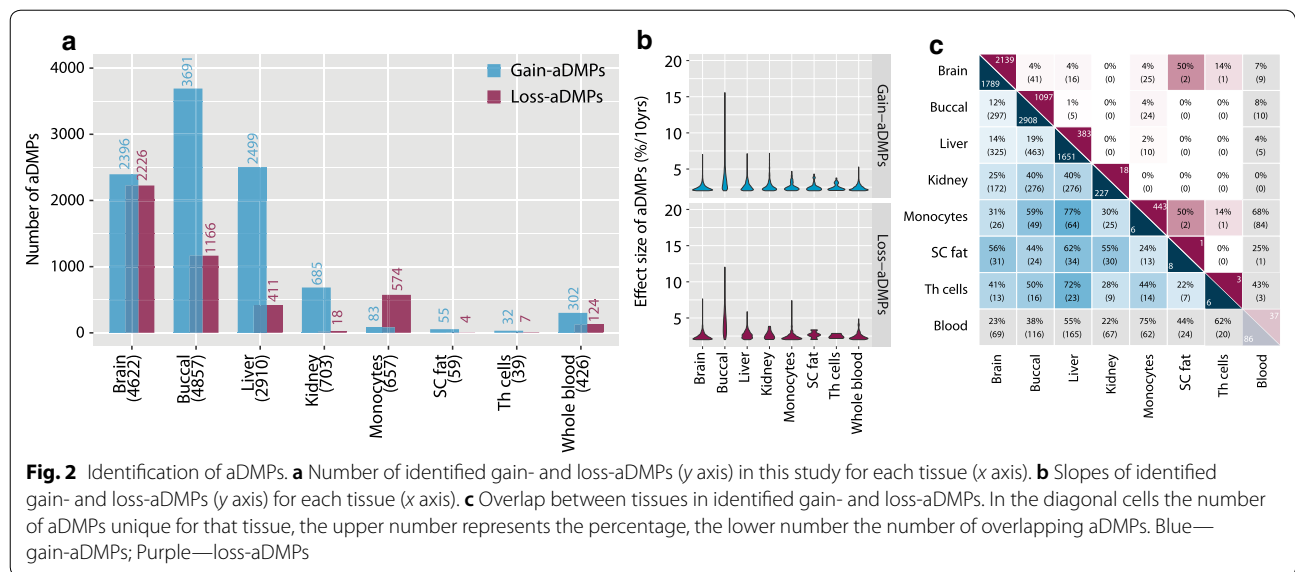 a
Number of aDMPs
4000
3000
2000
1000
0
Gain-aDMPs
Loss-aDMPs
2396
2226
3691
1166
2499
411
685
18
83
574
55
4
32
7
302
124
Brain
(4622)
Buccal
(4857)
Liver
(2910)
Kidney
(703)
Monocytes
(657)
SC fat
(59)
Th cells
(39)
Whole blood
(426)
b
Effect size of aDMPs (%/10yrs)
20
15
10
5
Gain−aDMPs
20
15
10
5
Loss−aDMPs
Brain
Buccal
Liver
Kidney
Monocytes
SC fat
Th cells
Whole blood
c
Brain
2139
1789
4% 4% 0% 4% 50% 14% 7%
(41) (16) (0) (25) (2) (1) (9)
Buccal
12%
(297)
1097
2908
1% 0% 4% 0% 0% 8%
(5) (0) (24) (0) (0) (10)
Liver
14% 19%
(325) (463)
383
1651
0% 2% 0% 0% 4%
(0) (10) (0) (0) (5)
Kidney
25% 40% 40%
(172) (276) (276)
18
227
0% 0% 0% 0%
(0) (0) (0) (0)
Monocytes
31% 59% 77% 30%
(26) (49) (64) (25)
443
6
50% 14% 68%
(2) (1) (84)
SC fat
56% 44% 62% 55% 24%
(31) (24) (34) (30) (13)
1
8
0% 25%
(0) (1)
Th cells
41% 50% 72% 28% 44% 22%
(13) (16) (23) (9) (14) (7)
3
6
43%
(3)
Blood
23% 38% 55% 22% 75% 44% 62%
(69) (116) (165) (67) (62) (24) (20)
37
86
Brain
Buccal
Liver
Kidney
Monocytes
SC fat
Th cells
Blood
Fig. 2 Identification of aDMPs. a Number of identified gain- and loss-aDMPs (y axis) in this study for each tissue (x axis). b Slopes of identified
gain- and loss-aDMPs (y axis) for each tissue (x axis). c Overlap between tissues in identified gain- and loss-aDMPs. In the diagonal cells the number
of aDMPs unique for that tissue, the upper number represents the percentage, the lower number the number of overlapping aDMPs. Blue—
gain-aDMPs; Purple—loss-aDMPs